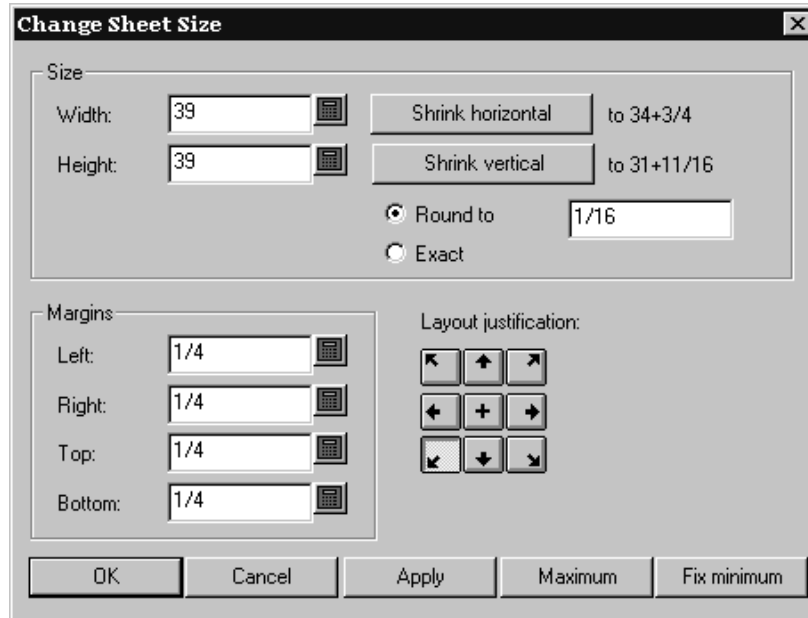 Change Sheet Size
Size
Width: 39 Shrink horizontal to 34+3/4
Height: 39 Shrink vertical to 31+11/16
Round to 1/16
Exact
Margins
Layout justification:
Left: 1/4
Right: 1/4
Top: 1/4
Bottom: 1/4
OK Cancel Apply Maximum Fix minimum